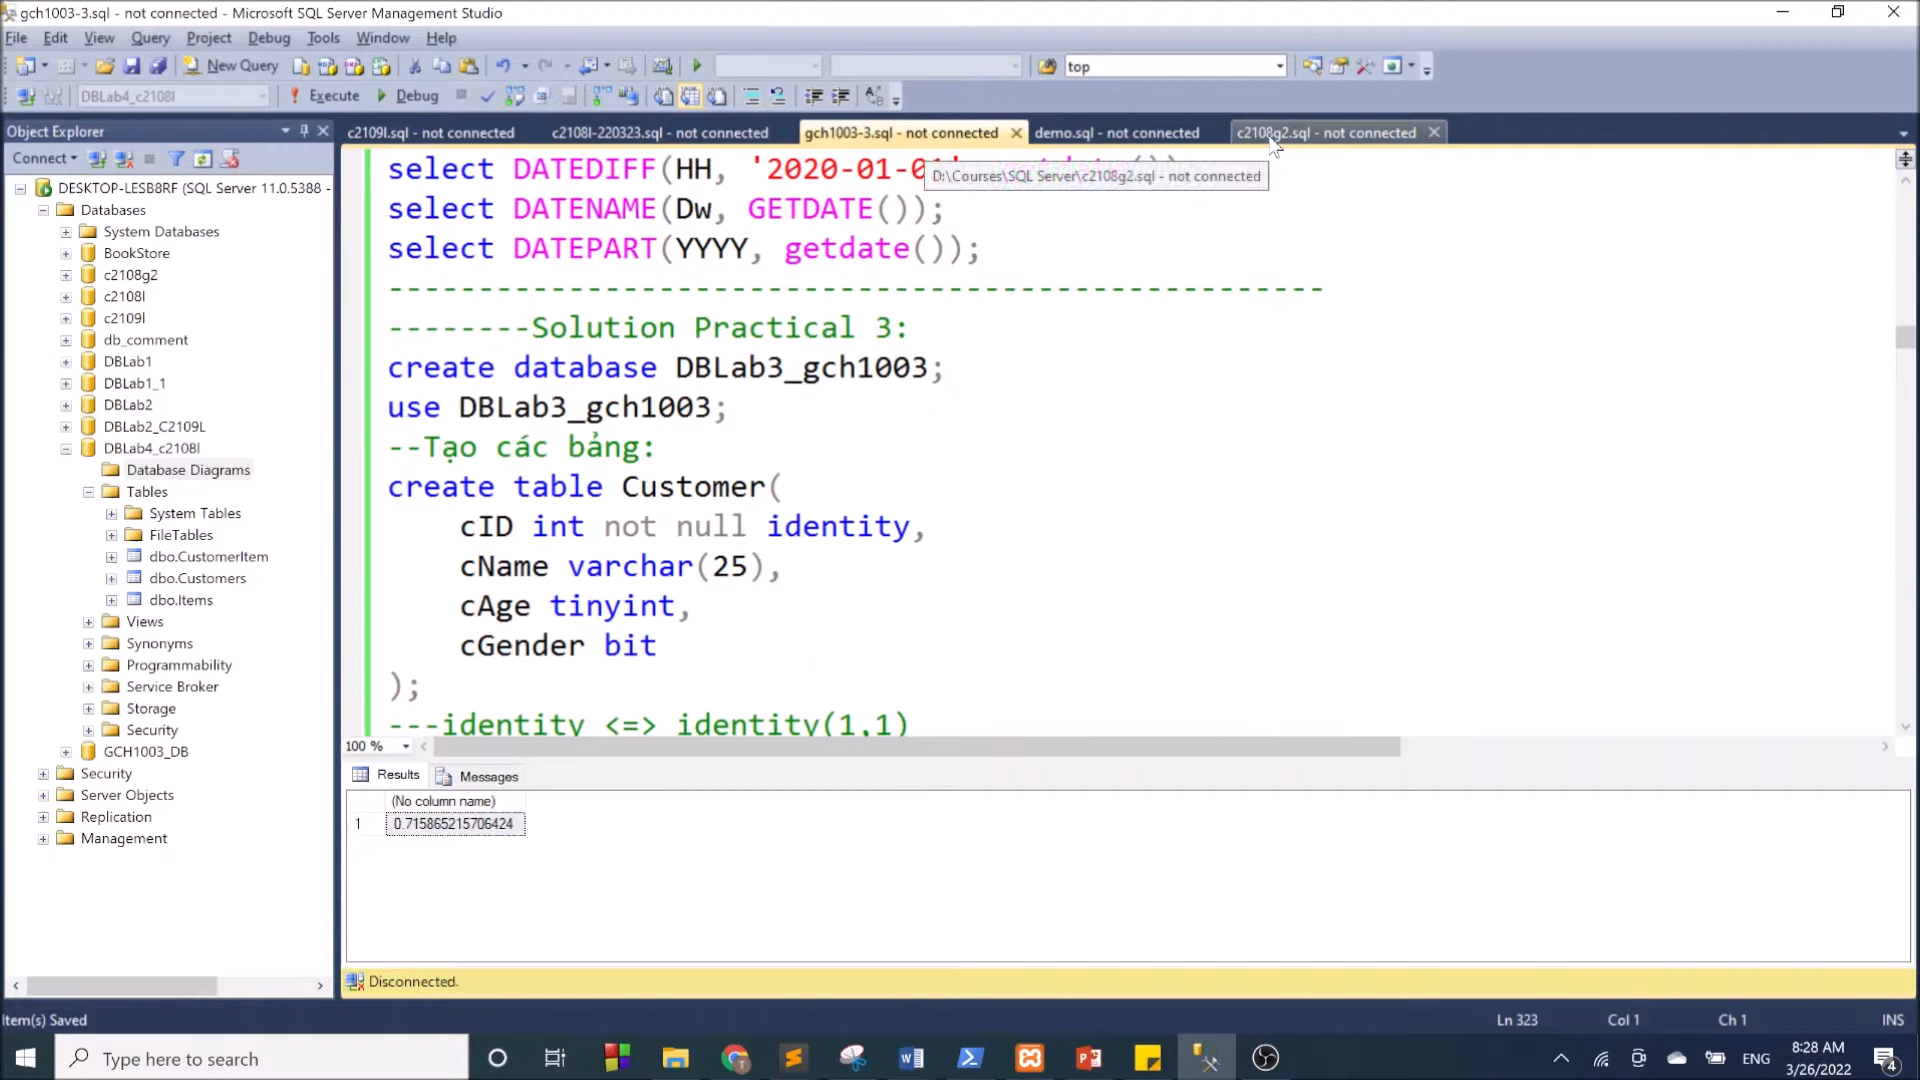 gch1003-3.sql - not connected - Microsoft SQL Server Management Studio
File Edit View Query Project Debug Tools Window Help
New Query top
DBLab4_c2108l Execute Debug
Object Explorer
c2109l.sql - not connected c2108l-220323.sql - not connected gch1003-3.sql - not connected demo.sql - not connected c2108g2.sql - not connected
Connect
DESKTOP-LESB8RF (SQL Server 11.0.5388 -
Databases
System Databases
BookStore
c2108g2
c2108l
c2109l
db_comment
DBLab1
DBLab1_1
DBLab2
DBLab2_C2109L
DBLab4_c2108l
Database Diagrams
Tables
System Tables
FileTables
dbo.CustomerItem
dbo.Customers
dbo.Items
Views
Synonyms
Programmability
Service Broker
Storage
Security
GCH1003_DB
Security
Server Objects
Replication
Management
select DATEDIFF(HH, '2020-01-01'
D:\Courses\SQL Server\c2108g2.sql - not connected
select DATENAME(Dw, GETDATE());
select DATEPART(YYYY, getdate());
----------------------------------------------------
--------Solution Practical 3:
create database DBLab3_gch1003;
use DBLab3_gch1003;
--Tạo các bảng:
create table Customer(
cID int not null identity,
cName varchar(25),
cAge tinyint,
cGender bit
);
---identity <=> identity(1,1)
100 %
Results Messages
(No column name)
1 0.715865215706424
Disconnected.
Item(s) Saved Ln 323 Col 1 Ch 1 INS
Type here to search
ENG
8:28 AM
3/26/2022
4